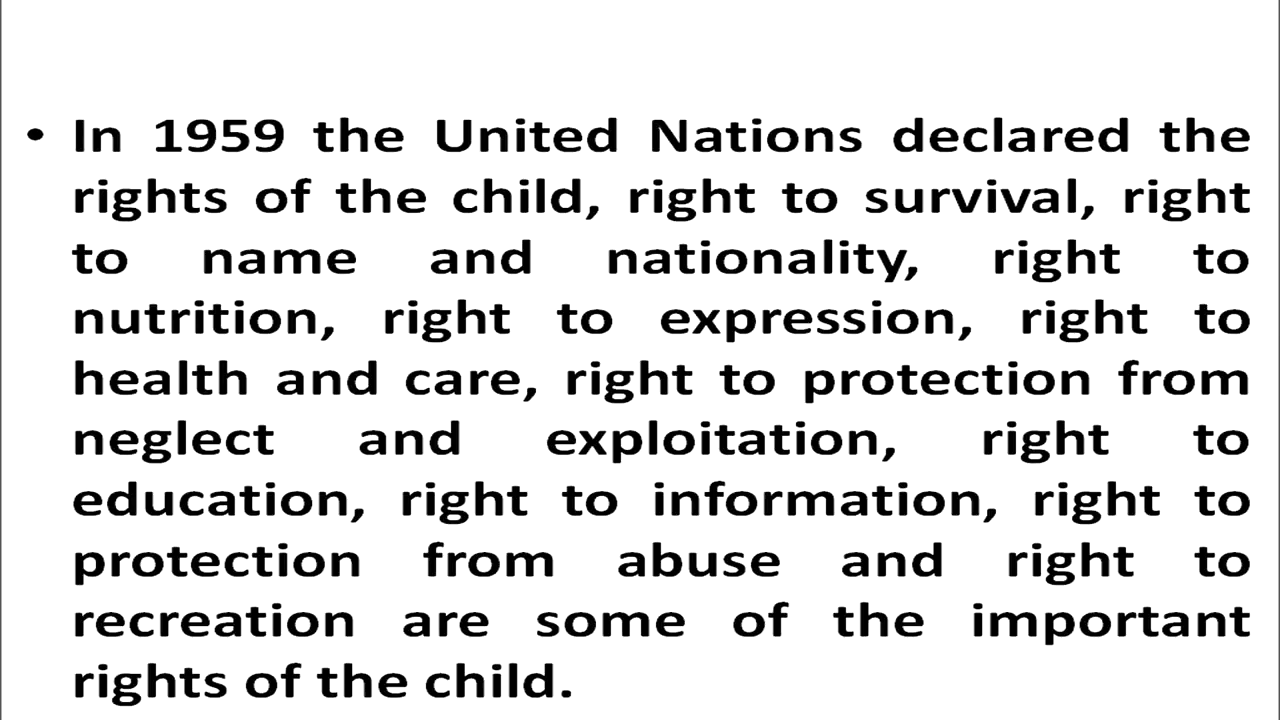 • In 1959 the United Nations declared the
rights of the child, right to survival, right
to name and nationality, right to
nutrition, right to expression, right to
health and care, right to protection from
neglect and exploitation, right to
education, right to information, right to
protection from abuse and right to
recreation are some of the important
rights of the child.